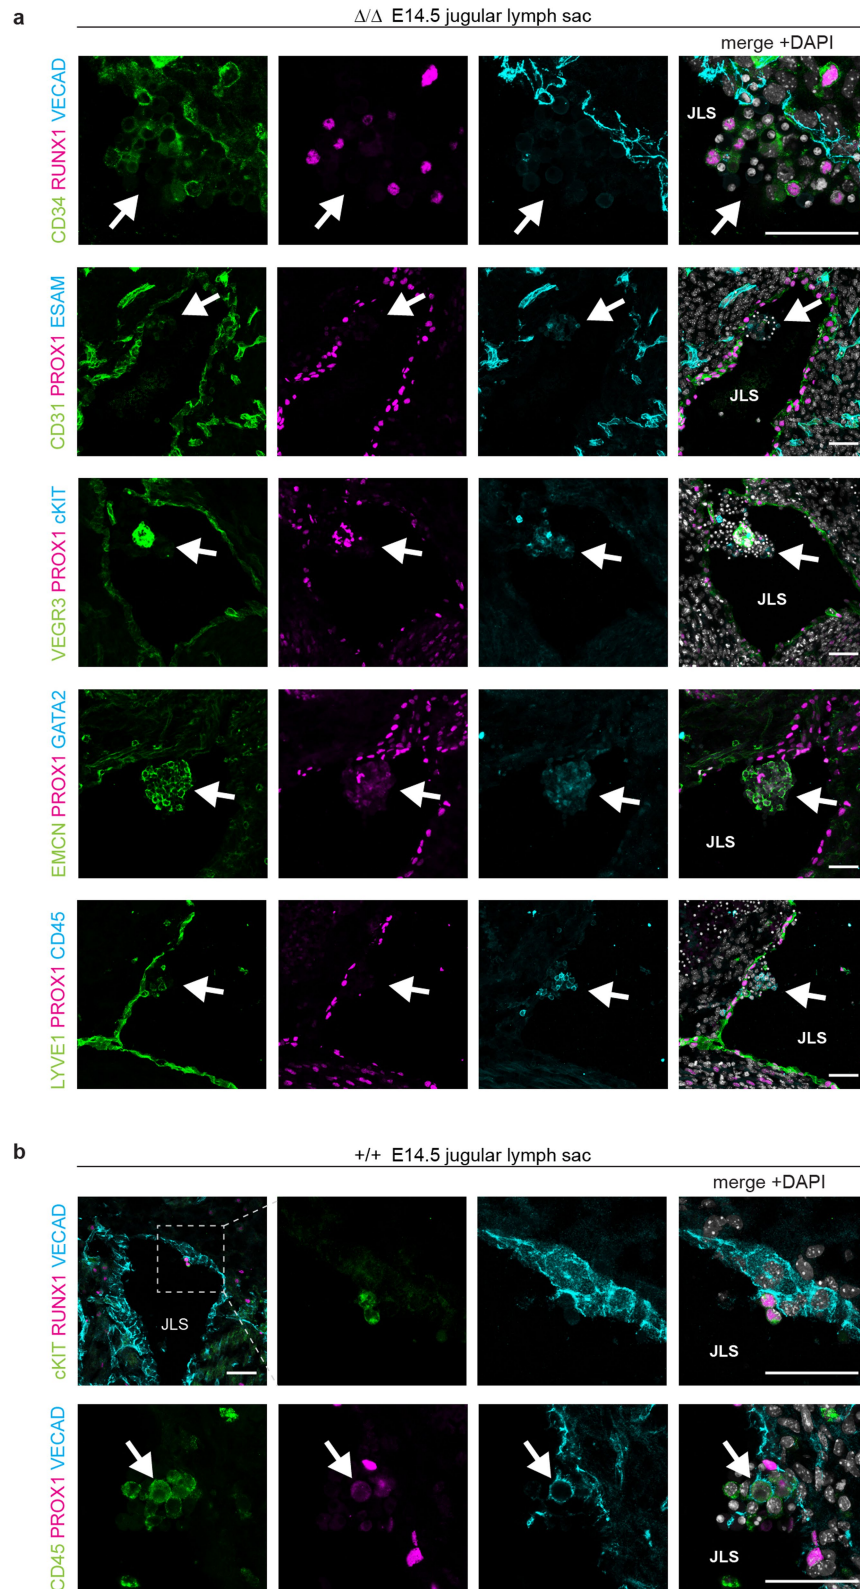 a
Δ/Δ E14.5 jugular lymph sac
merge +DAPI
CD34 RUNX1 VECAD
JLS
CD31 PROX1 ESAM
JLS
VEGR3 PROX1 cKIT
JLS
EMCN PROX1 GATA2
JLS
LYVE1 PROX1 CD45
JLS
b
+/+ E14.5 jugular lymph sac
merge +DAPI
cKIT RUNX1 VECAD
JLS
JLS
CD45 PROX1 VECAD
JLS